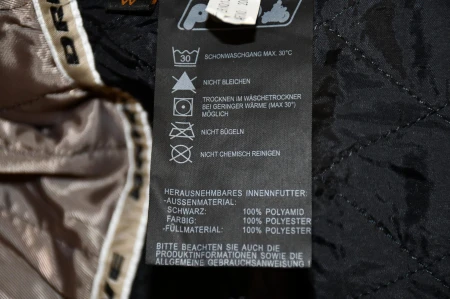 DRIVE
30
SCHONWASCHGANG MAX. 30°C
NICHT BLEICHEN
TROCKNEN IM WÄSCHETROCKNER
BEI GERINGER WÄRME (MAX 30°)
MÖGLICH
NICHT BÜGELN
NICHT CHEMISCH REINIGEN
HERAUSNEHMBARES INNENFUTTER:
-AUSSENMATERIAL:
SCHWARZ: 100% POLYAMID
FARBIG: 100% POLYESTER
-FÜLLMATERIAL: 100% POLYESTER
BITTE BEACHTEN SIE AUCH DIE
PRODUKTINFORMATIONEN SOWIE DIE
ALLGEMEINE GEBRAUCHSANWEISUNG !